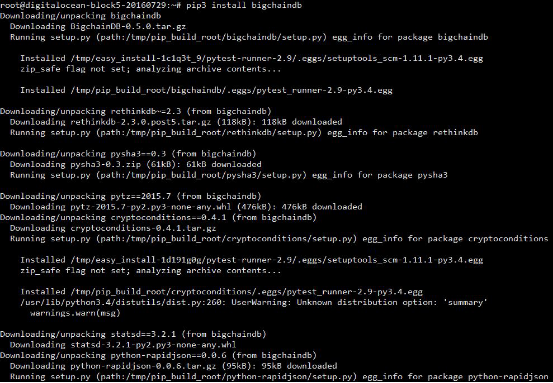 root@digitalocean-block5-20160729:~# pip3 install bigchaindb
Downloading/unpacking bigchaindb
Downloading BigchainDB-0.5.0.tar.gz
Running setup.py (path:/tmp/pip_build_root/bigchaindb/setup.py) egg_info for package bigchaindb
Installed /tmp/easy_install-1c1q3t_9/pytest-runner-2.9/.eggs/setuptools_scm-1.11.1-py3.4.egg
zip_safe flag not set; analyzing archive contents...
Installed /tmp/pip_build_root/bigchaindb/.eggs/pytest_runner-2.9-py3.4.egg
Downloading/unpacking rethinkdb~=2.3 (from bigchaindb)
Downloading rethinkdb-2.3.0.post5.tar.gz (118kB): 118kB downloaded
Running setup.py (path:/tmp/pip_build_root/rethinkdb/setup.py) egg_info for package rethinkdb
Downloading/unpacking pysha3==0.3 (from bigchaindb)
Downloading pysha3-0.3.zip (61kB): 61kB downloaded
Running setup.py (path:/tmp/pip_build_root/pysha3/setup.py) egg_info for package pysha3
Downloading/unpacking pytz==2015.7 (from bigchaindb)
Downloading pytz-2015.7-py2.py3-none-any.whl (476kB): 476kB downloaded
Downloading/unpacking cryptoconditions==0.4.1 (from bigchaindb)
Downloading cryptoconditions-0.4.1.tar.gz
Running setup.py (path:/tmp/pip_build_root/cryptoconditions/setup.py) egg_info for package cryptoconditions
Installed /tmp/easy_install-1d191g0g/pytest-runner-2.9/.eggs/setuptools_scm-1.11.1-py3.4.egg
zip_safe flag not set; analyzing archive contents...
Installed /tmp/pip_build_root/cryptoconditions/.eggs/pytest_runner-2.9-py3.4.egg
/usr/lib/python3.4/distutils/dist.py:260: UserWarning: Unknown distribution option: 'summary'
warnings.warn(msg)
Downloading/unpacking statsd==3.2.1 (from bigchaindb)
Downloading statsd-3.2.1-py2.py3-none-any.whl
Downloading/unpacking python-rapidjson==0.0.6 (from bigchaindb)
Downloading python-rapidjson-0.0.6.tar.gz (95kB): 95kB downloaded
Running setup.py (path:/tmp/pip_build_root/python-rapidjson/setup.py) egg_info for package python-rapidjson